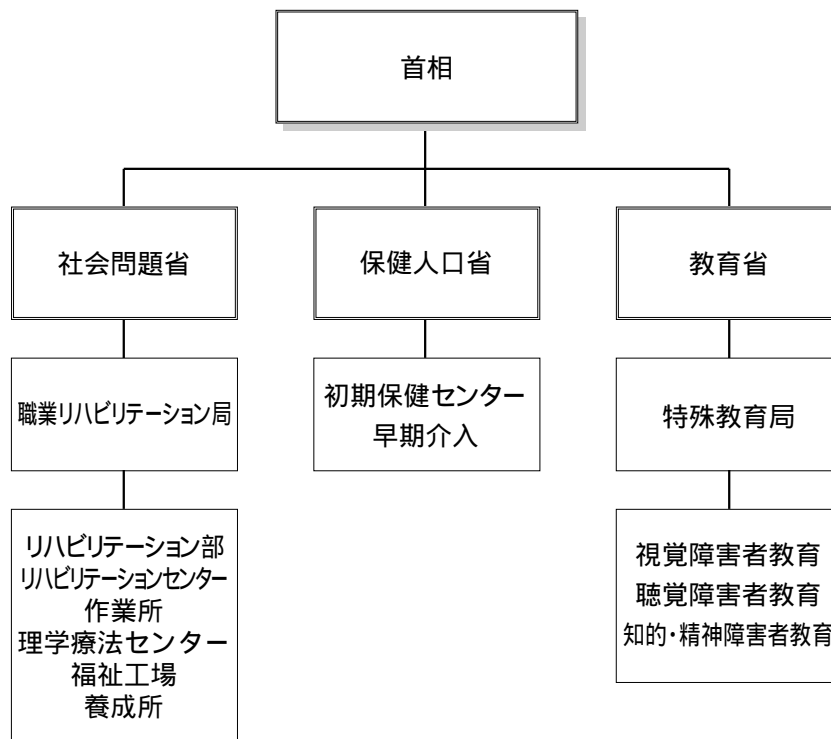 首相
社会問題省
保健人口省
教育省
職業リハビリテーション局
初期保健センター
早期介入
特殊教育局
リハビリテーション部
リハビリテーションセンター
作業所
理学療法センター
福祉工場
養成所
視覚障害者教育
聴覚障害者教育
知的・精神障害者教育